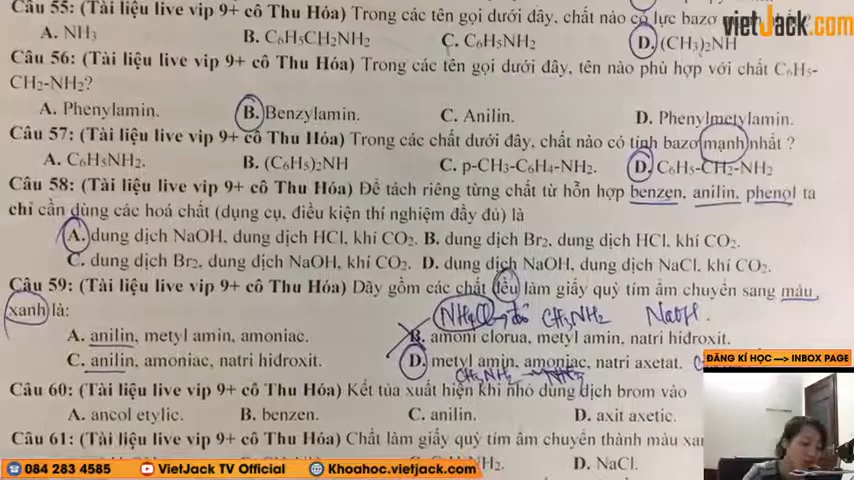 Câu 55: (Tài liệu live vip 9+ cô Thu Hóa) Trong các tên gọi dưới đây, chất nào có lực bazơ
vietJack.com
A. NH3 B. C6H5CH2NH2 C. C6H5NH2 D. (CH3)2NH
Câu 56: (Tài liệu live vip 9+ cô Thu Hóa) Trong các tên gọi dưới đây, tên nào phù hợp với chất C6H5-
CH2-NH2?
A. Phenylamin. B. Benzylamin. C. Anilin. D. Phenylmetylamin.
Câu 57: (Tài liệu live vip 9+ cô Thu Hóa) Trong các chất dưới đây, chất nào có tính bazơ mạnh nhất ?
A. C6H5NH2. B. (C6H5)2NH C. p-CH3-C6H4-NH2. D. C6H5-CH2-NH2
Câu 58: (Tài liệu live vip 9+ cô Thu Hóa) Để tách riêng từng chất từ hỗn hợp benzen, anilin, phenol ta
chỉ cần dùng các hoá chất (dụng cụ, điều kiện thí nghiệm đầy đủ) là
A. dung dịch NaOH, dung dịch HCl, khí CO2. B. dung dịch Br2, dung dịch HCl, khí CO2.
C. dung dịch Br2, dung dịch NaOH, khí CO2. D. dung dịch NaOH, dung dịch NaCl, khí CO2.
Câu 59: (Tài liệu live vip 9+ cô Thu Hóa) Dãy gồm các chất đều làm giấy quỳ tím ẩm chuyển sang màu
xanh là:
NH4Cl → đỏ CH3NH2 NaOH.
A. anilin, metyl amin, amoniac. B. amoni clorua, metyl amin, natri hiđroxit.
C. anilin, amoniac, natri hiđroxit. D. metyl amin, amoniac, natri axetat.
ĐĂNG KÍ HỌC —> INBOX PAGE
CH3NH2 NH3
Câu 60: (Tài liệu live vip 9+ cô Thu Hóa) Kết tủa xuất hiện khi nhỏ dung dịch brom vào
A. ancol etylic. B. benzen. C. anilin. D. axit axetic.
Câu 61: (Tài liệu live vip 9+ cô Thu Hóa) Chất làm giấy quỳ tím ẩm chuyển thành màu
D. NaCl.
084 283 4585 VietJack TV Official Khoahoc.vietjack.com